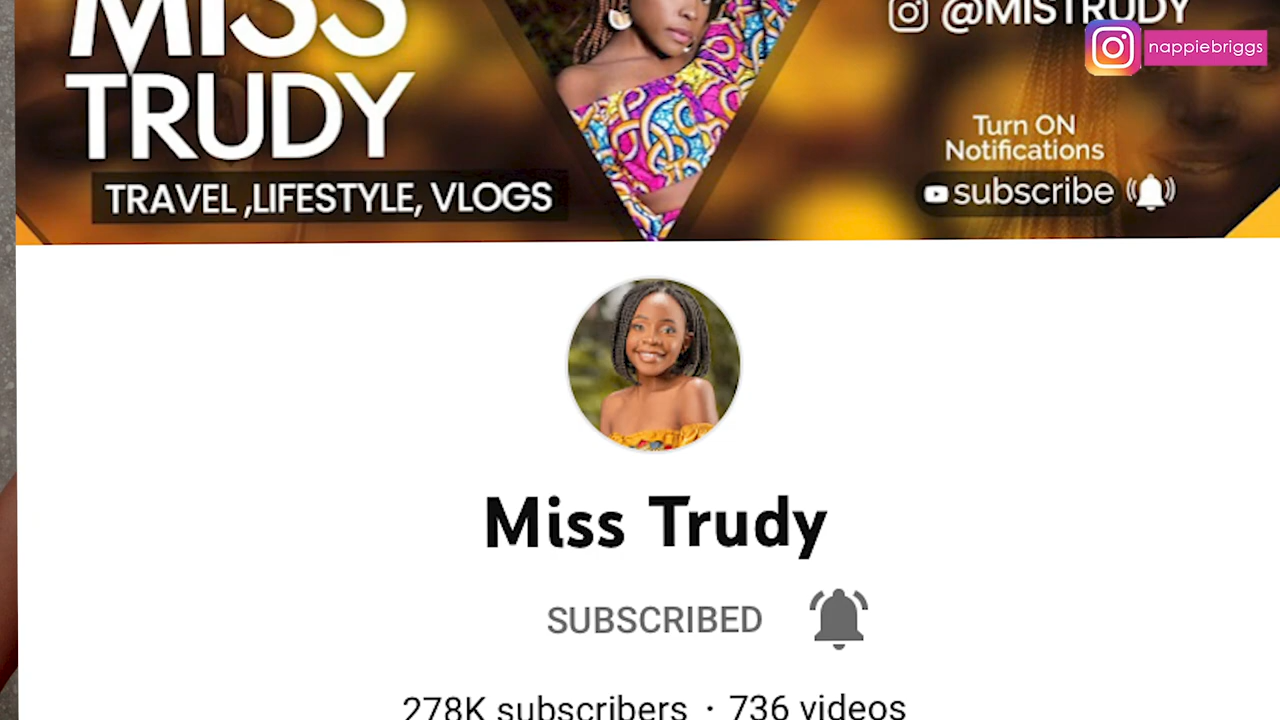 MISS
TRUDY
TRAVEL ,LIFESTYLE, VLOGS
@MISTRUDY
nappiebriggs
Turn ON
Notifications
subscribe
Miss Trudy
SUBSCRIBED
278K subscribers · 736 videos